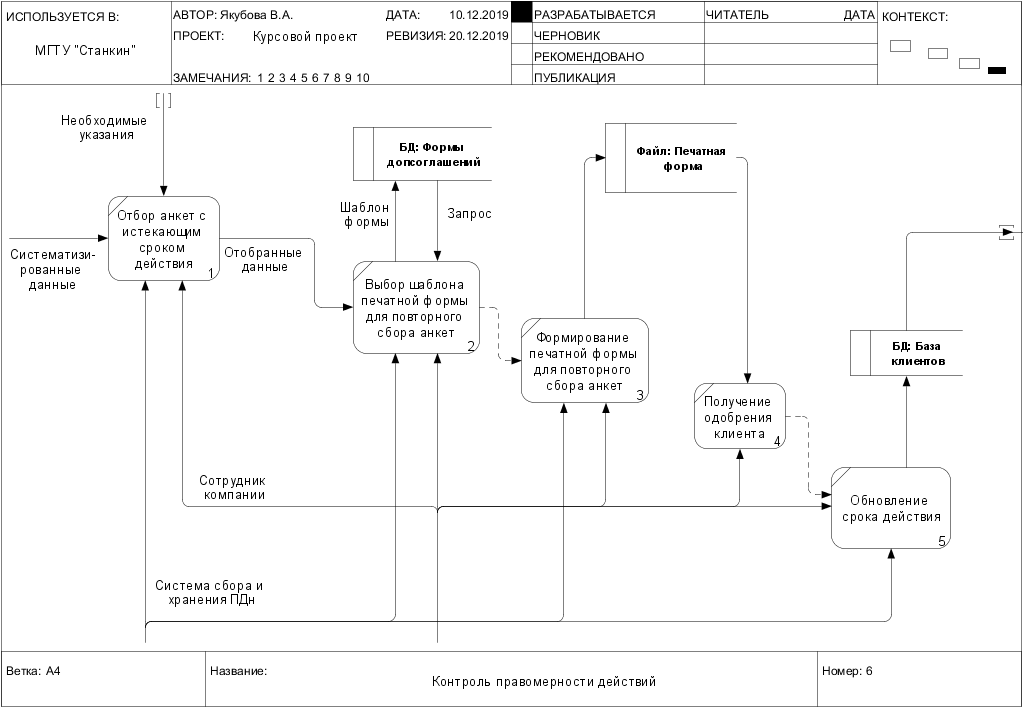 ИСПОЛЬЗУЕТСЯ В:
МГТУ "Станкин"
АВТОР: Якубова В.А.
ДАТА: 10.12.2019
ПРОЕКТ: Курсовой проект
РЕВИЗИЯ: 20.12.2019
ЗАМЕЧАНИЯ: 1 2 3 4 5 6 7 8 9 10
РАЗРАБАТЫВАЕТСЯ
ЧЕРНОВИК
РЕКОМЕНДОВАНО
ПУБЛИКАЦИЯ
ЧИТАТЕЛЬ ДАТА
КОНТЕКСТ:
Необходимые
указания
БД: Формы
допсоглашений
Файл: Печатная
форма
Шаблон
формы
Запрос
Отбор анкет с
истекающим
сроком
действия
1
Систематизи-
рованные
данные
Отобранные
данные
Выбор шаблона
печатной формы
для повторного
сбора анкет
2
Формирование
печатной формы
для повторного
сбора анкет
3
БД: База
клиентов
Получение
одобрения
клиента
4
Сотрудник
компании
Обновление
срока действия
5
Система сбора и
хранения ПДн
Ветка: A4
Название:
Контроль правомерности действий
Номер: 6